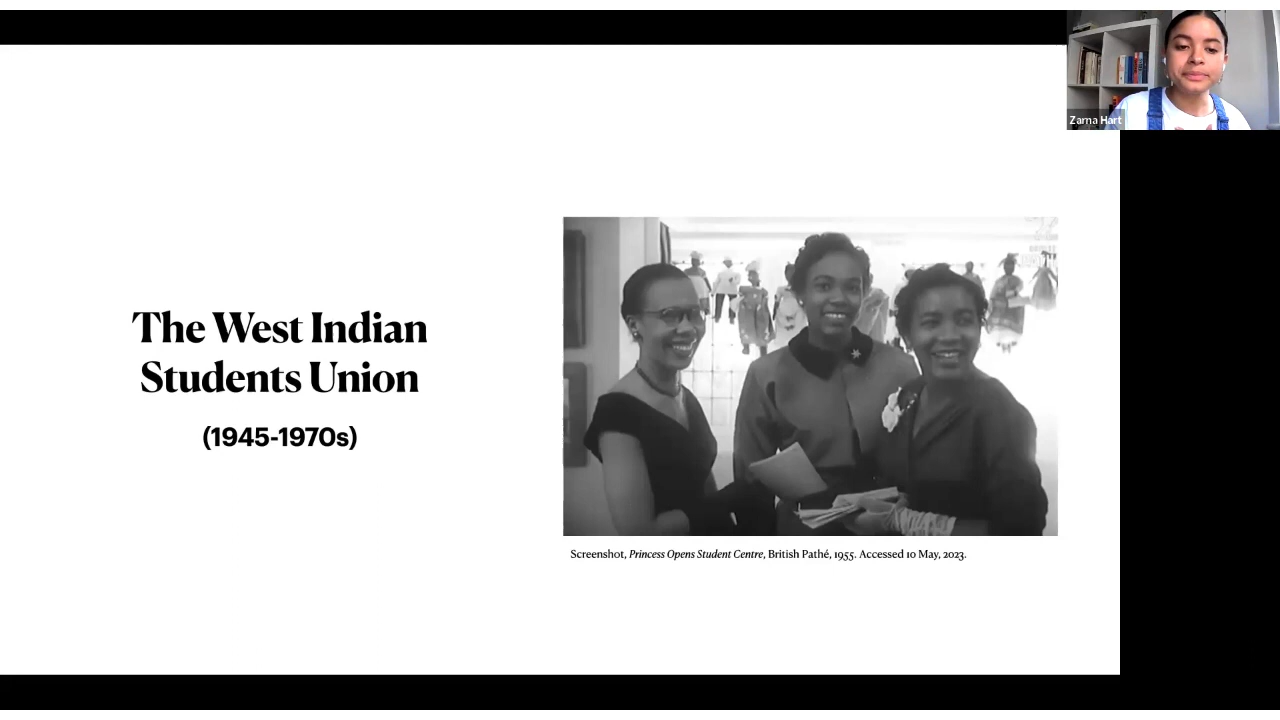 Zarna Hart
The West Indian
Students Union
(1945-1970s)
Screenshot, Princess Opens Student Centre, British Pathé, 1955. Accessed 10 May, 2023.